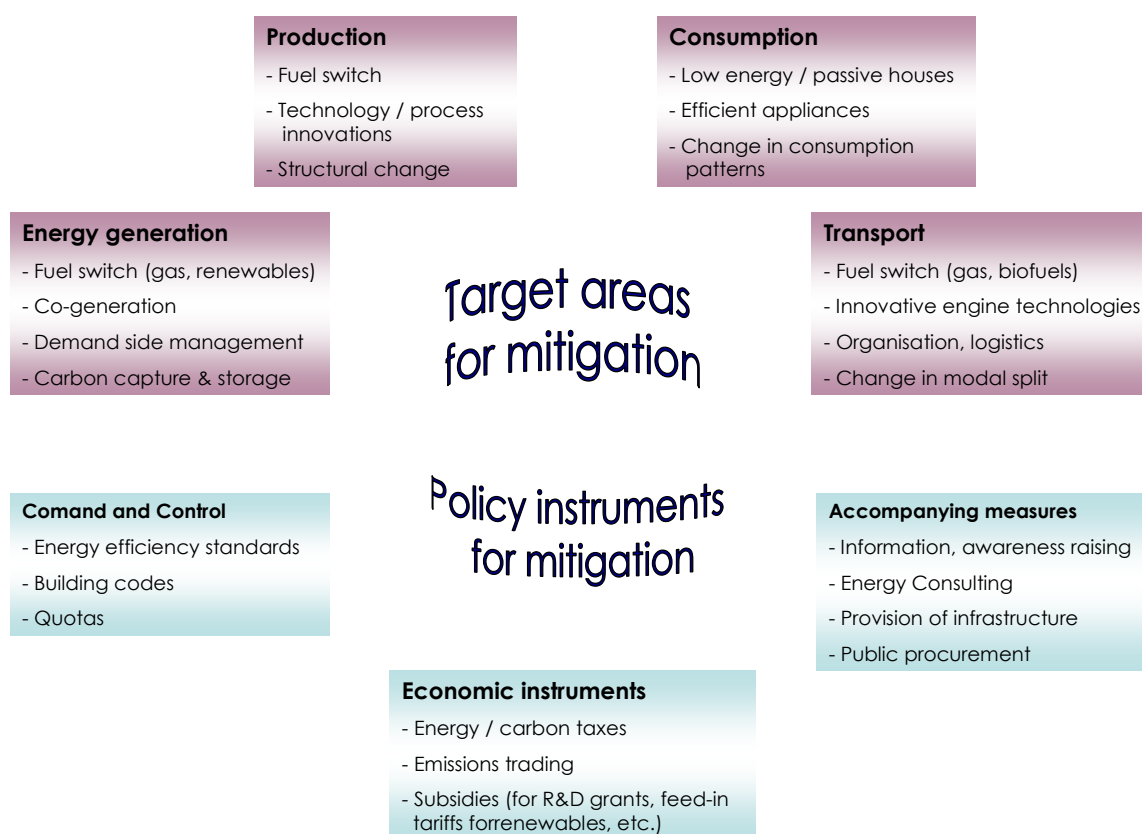 Production
- Fuel switch
- Technology / process
innovations
- Structural change
Consumption
- Low energy / passive houses
- Efficient appliances
- Change in consumption
patterns
Energy generation
- Fuel switch (gas, renewables)
- Co-generation
- Demand side management
- Carbon capture & storage
Target areas
for mitigation
Transport
- Fuel switch (gas, biofuels)
- Innovative engine technologies
- Organisation, logistics
- Change in modal split
Comand and Control
- Energy efficiency standards
- Building codes
- Quotas
Policy instruments
for mitigation
Accompanying measures
- Information, awareness raising
- Energy Consulting
- Provision of infrastructure
- Public procurement
Economic instruments
- Energy / carbon taxes
- Emissions trading
- Subsidies (for R&D grants, feed-in
tariffs forrenewables, etc.)